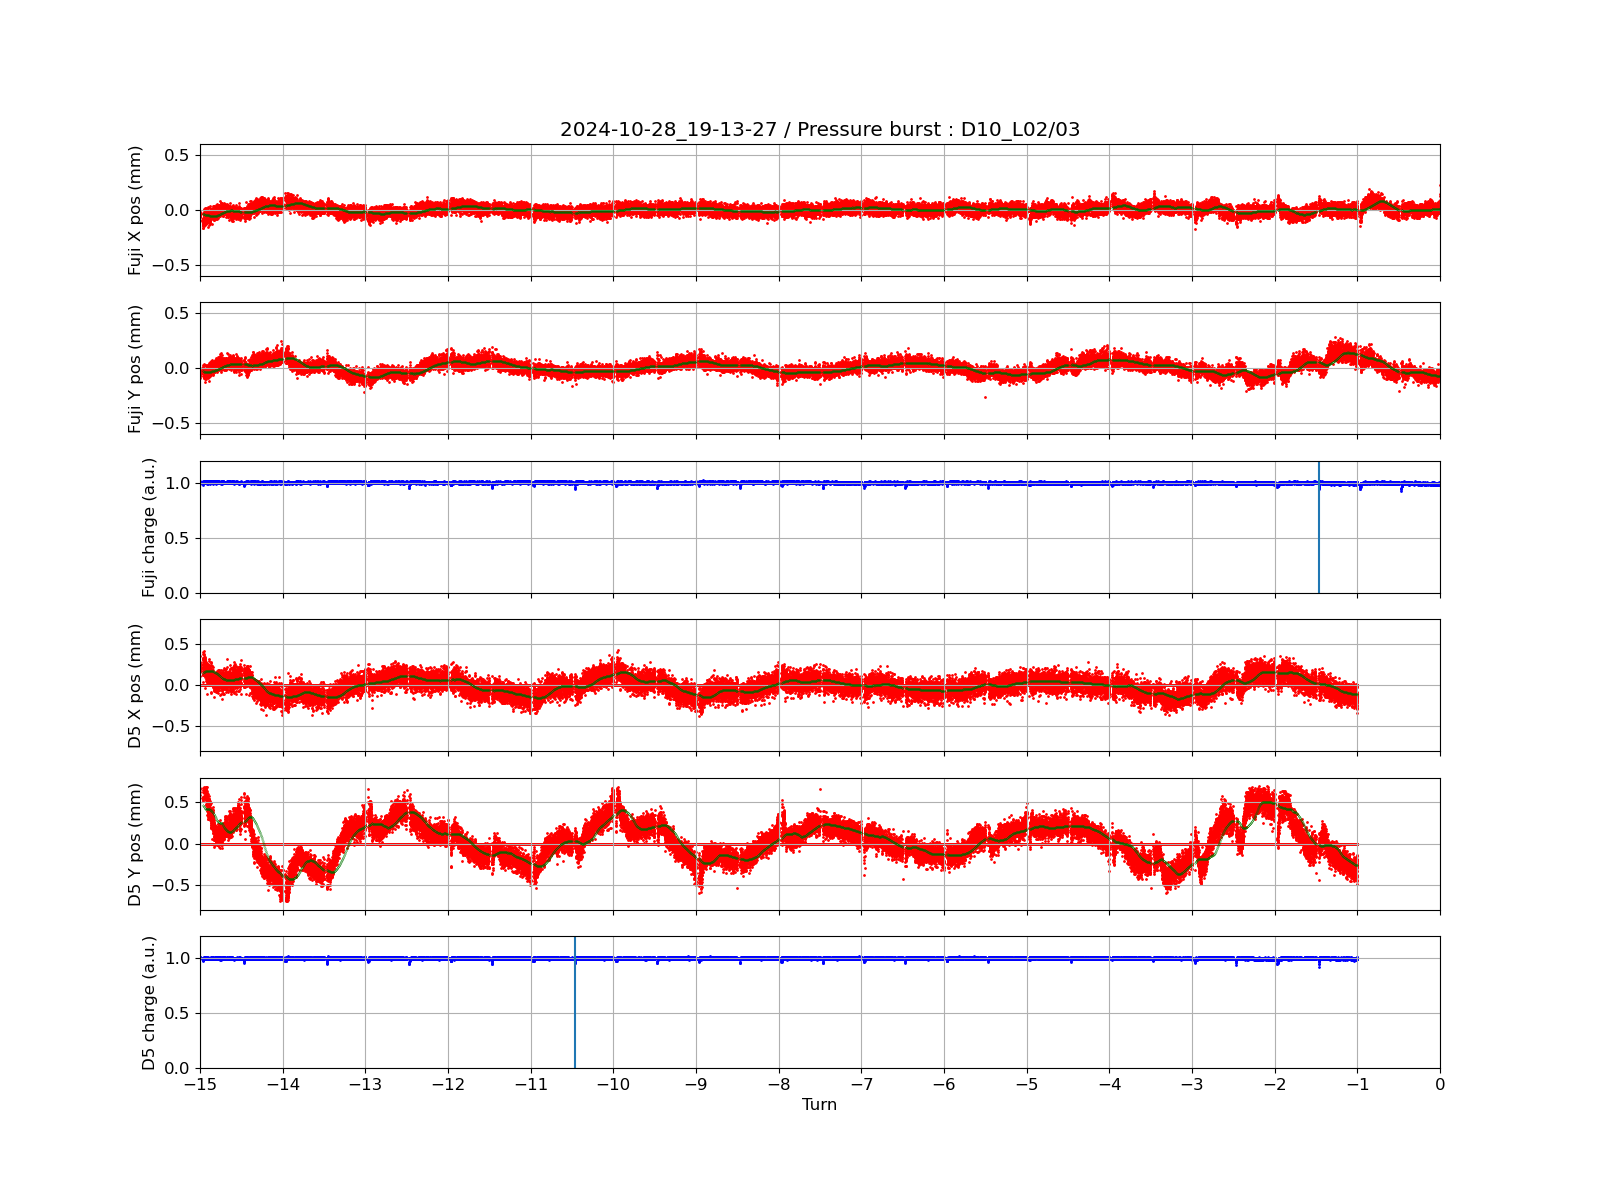 2024-10-28_19-13-27 / Pressure burst : D10_L02/03
Fuji X pos (mm)
0.5
0.0
−0.5
Fuji Y pos (mm)
0.5
0.0
−0.5
Fuji charge (a.u.)
1.0
0.5
0.0
D5 X pos (mm)
0.5
0.0
−0.5
D5 Y pos (mm)
0.5
0.0
−0.5
D5 charge (a.u.)
1.0
0.5
0.0
−15 −14 −13 −12 −11 −10 −9 −8 −7 −6 −5 −4 −3 −2 −1 0
Turn